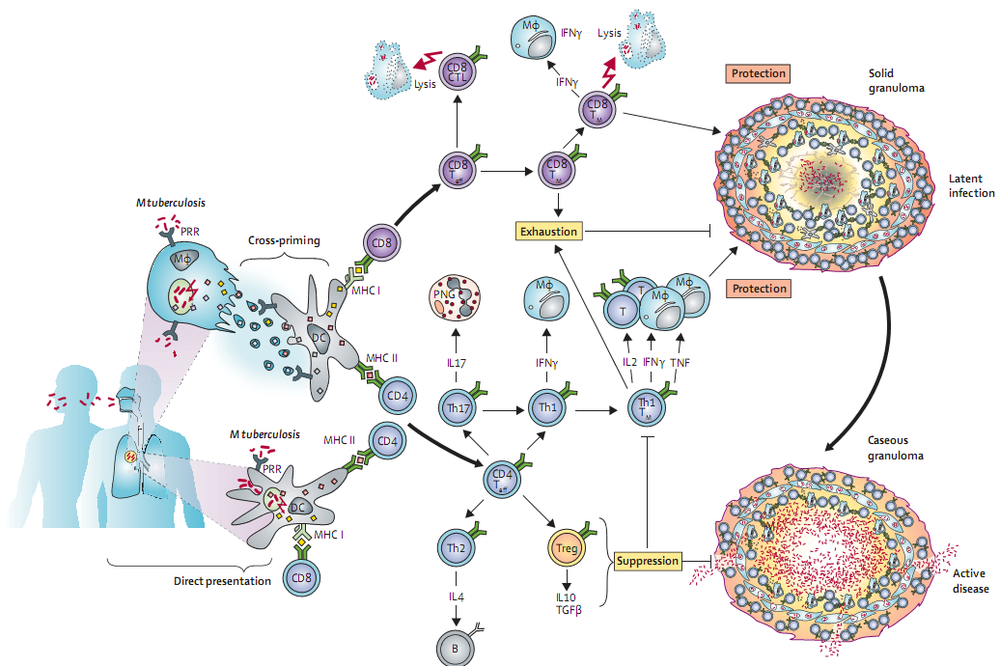 Mφ
IFNγ
Lysis
CD8
CTL
Lysis
IFNγ
CD8
TM
Protection
Solid
granuloma
CD8
Teff
CD8
TM
Latent
infection
M tuberculosis
PRR
Mφ
Cross-priming
CD8
MHC I
Exhaustion
Protection
PNG
Mφ
T
T
Mφ
Mφ
DC
MHC II
CD4
IL17
IFNγ
IL2
IFNγ
TNF
Th17
Th1
Th1
TM
M tuberculosis
PRR
MHC II
CD4
DC
MHC I
CD8
Direct presentation
CD4
Teff
Caseous
granuloma
Th2
Treg
Suppression
IL4
IL10
TGFβ
B
Active
disease